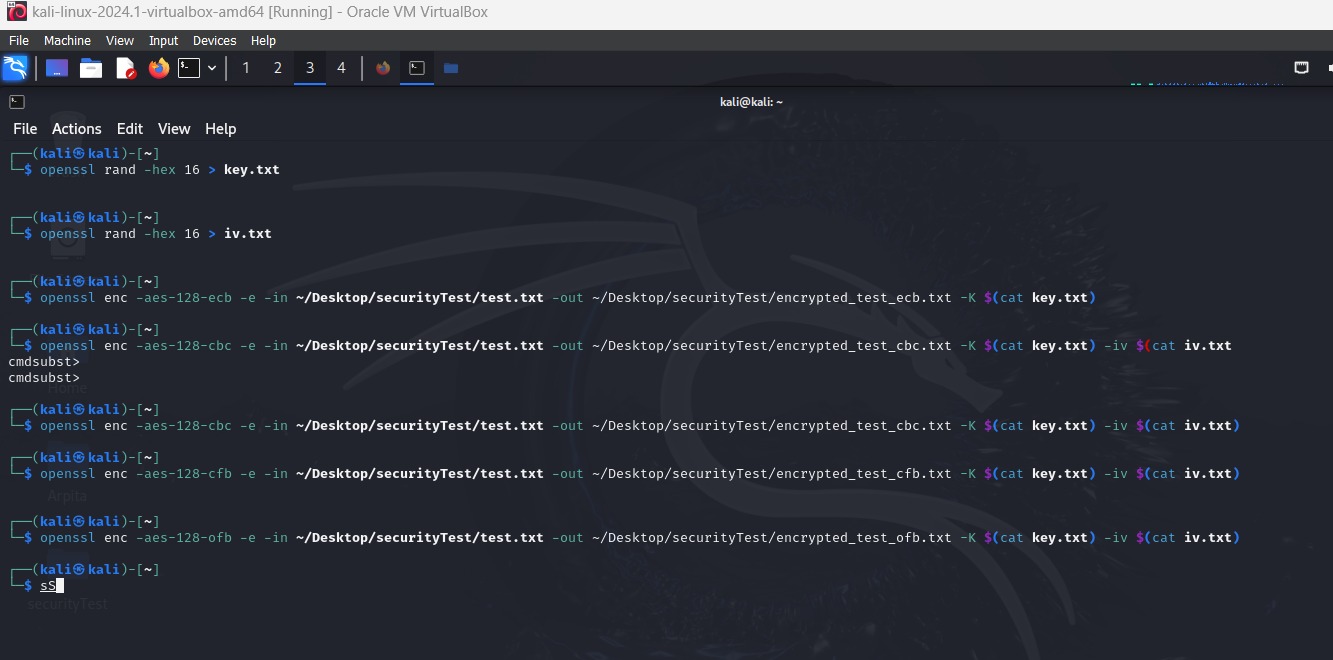 kali-linux-2024.1-virtualbox-amd64 [Running] - Oracle VM VirtualBox
File Machine View Input Devices Help
1 2 3 4
kali@kali: ~
File Actions Edit View Help
┌──(kali㉿kali)-[~]
└─$ openssl rand -hex 16 > key.txt
┌──(kali㉿kali)-[~]
└─$ openssl rand -hex 16 > iv.txt
┌──(kali㉿kali)-[~]
└─$ openssl enc -aes-128-ecb -e -in ~/Desktop/securityTest/test.txt -out ~/Desktop/securityTest/encrypted_test_ecb.txt -K $(cat key.txt)
┌──(kali㉿kali)-[~]
└─$ openssl enc -aes-128-cbc -e -in ~/Desktop/securityTest/test.txt -out ~/Desktop/securityTest/encrypted_test_cbc.txt -K $(cat key.txt) -iv $(cat iv.txt
cmdsubst>
cmdsubst>
Home
┌──(kali㉿kali)-[~]
└─$ openssl enc -aes-128-cbc -e -in ~/Desktop/securityTest/test.txt -out ~/Desktop/securityTest/encrypted_test_cbc.txt -K $(cat key.txt) -iv $(cat iv.txt)
┌──(kali㉿kali)-[~]
└─$ openssl enc -aes-128-cfb -e -in ~/Desktop/securityTest/test.txt -out ~/Desktop/securityTest/encrypted_test_cfb.txt -K $(cat key.txt) -iv $(cat iv.txt)
Arpita
┌──(kali㉿kali)-[~]
└─$ openssl enc -aes-128-ofb -e -in ~/Desktop/securityTest/test.txt -out ~/Desktop/securityTest/encrypted_test_ofb.txt -K $(cat key.txt) -iv $(cat iv.txt)
┌──(kali㉿kali)-[~]
└─$ sS
securityTest